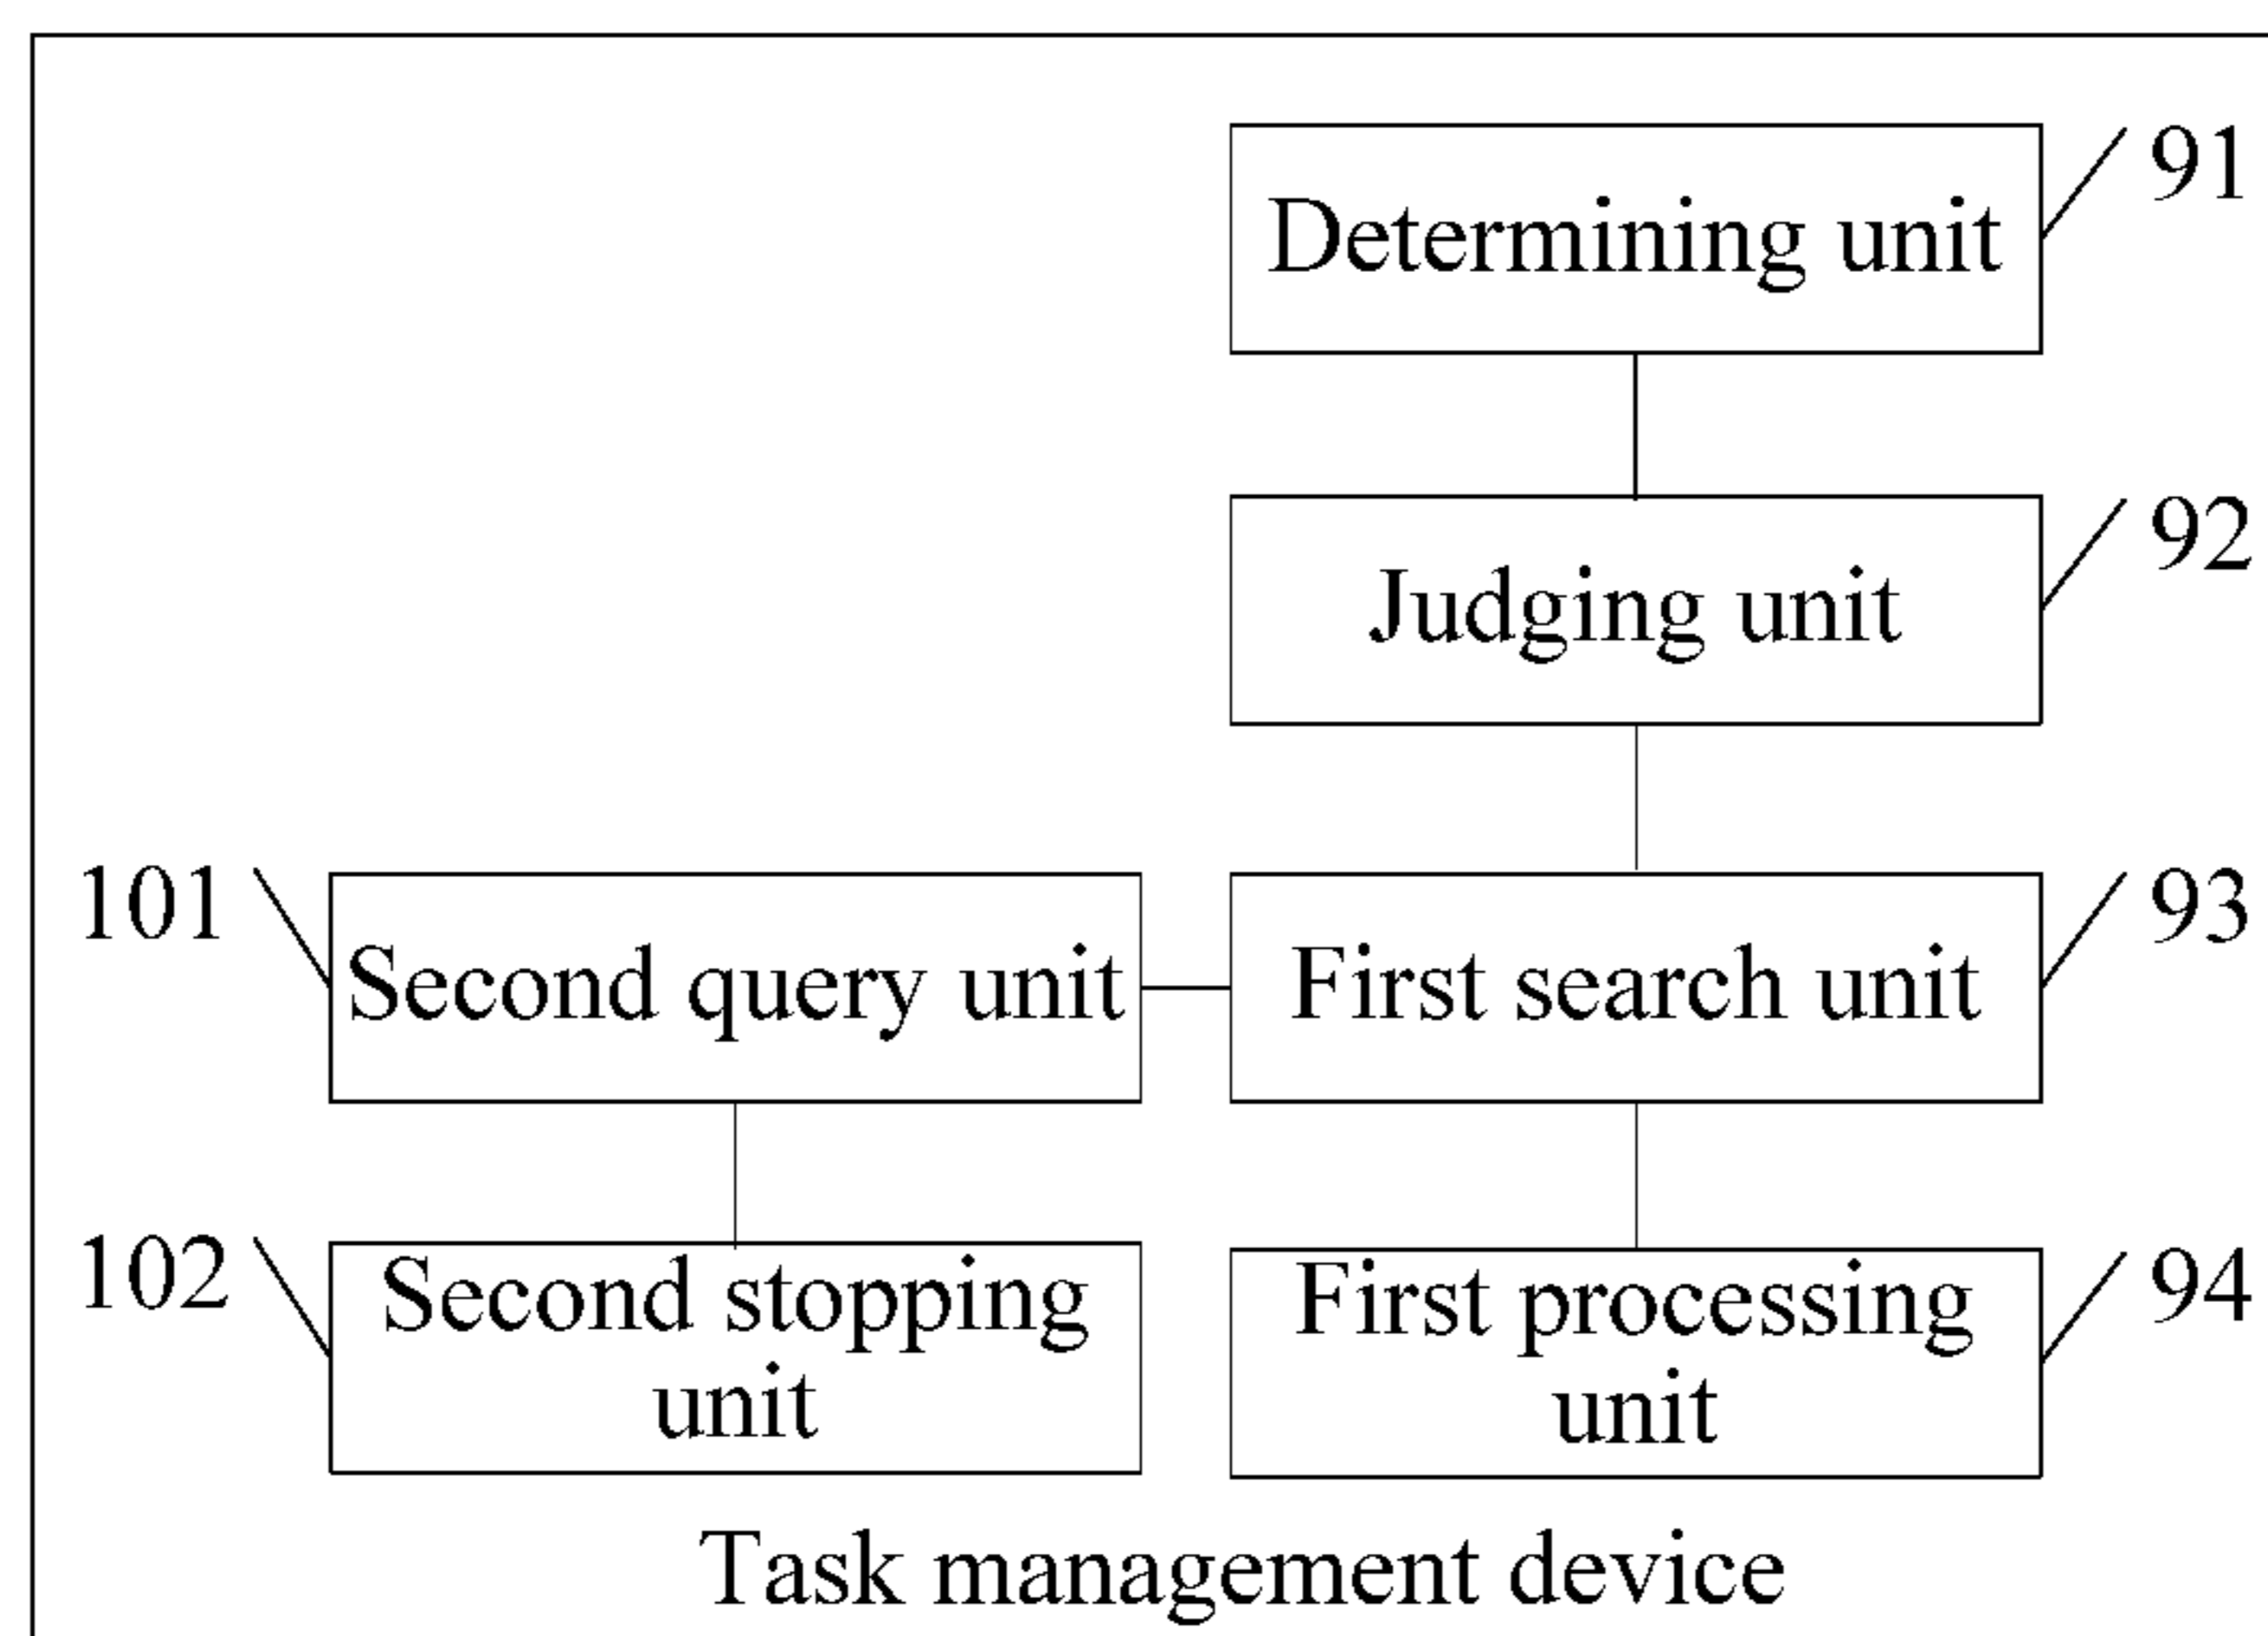 Determining unit
91
Judging unit
92
101
Second query unit
First search unit
93
102
Second stopping
unit
First processing
unit
94
Task management device